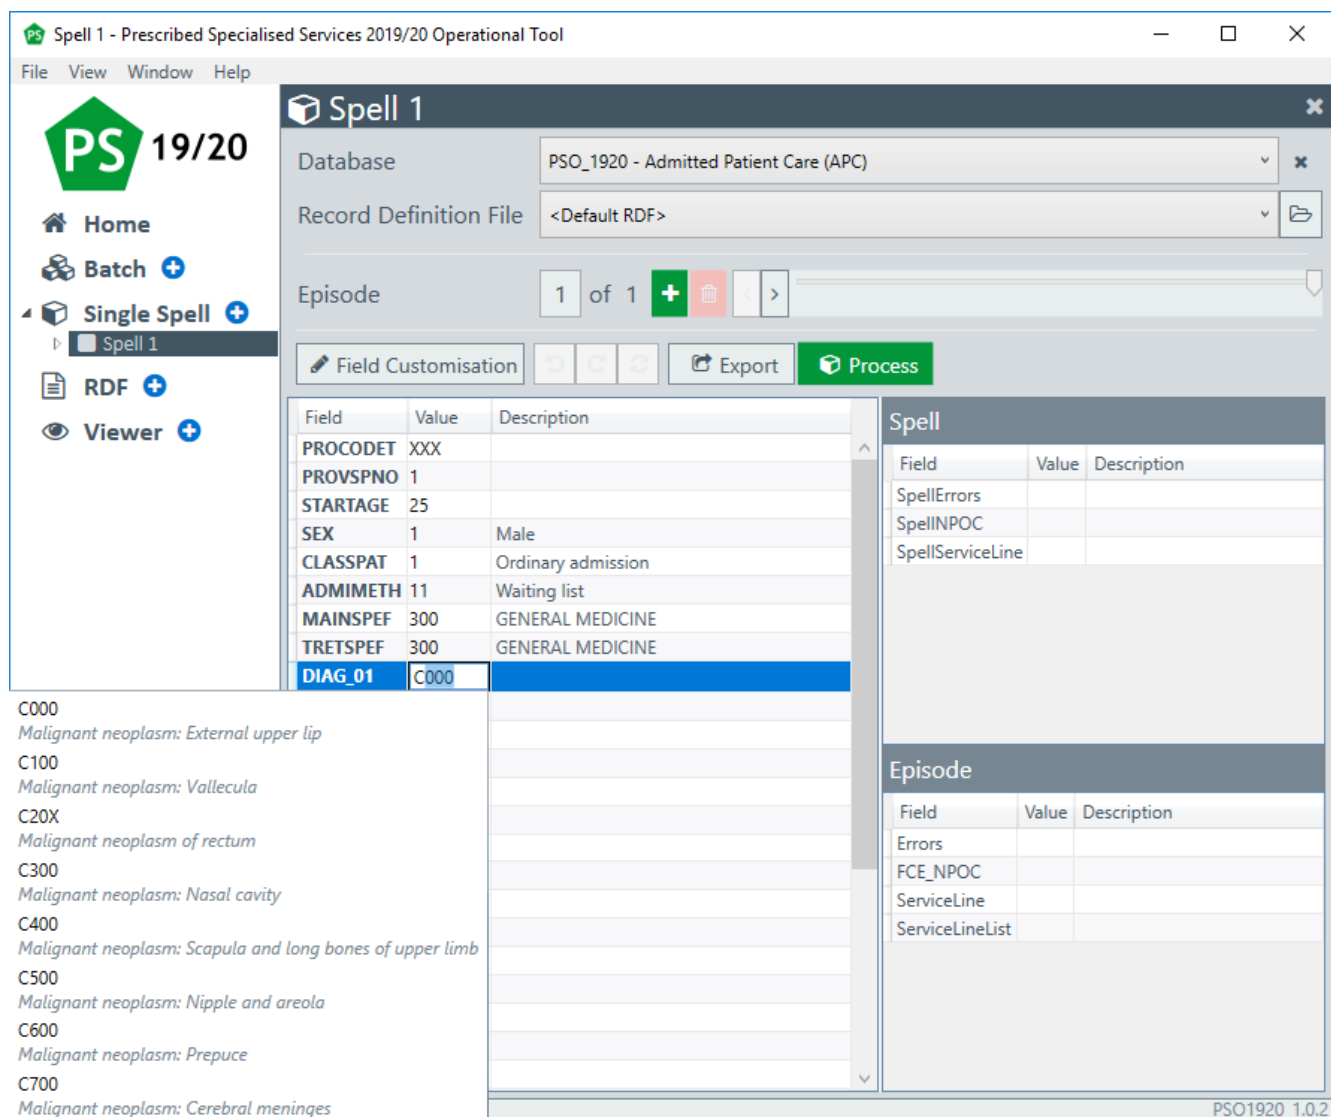 PS Spell 1 - Prescribed Specialised Services 2019/20 Operational Tool
File View Window Help
PS 19/20
Home
Batch
Single Spell
Spell 1
RDF
Viewer
Spell 1
Database PSO_1920 - Admitted Patient Care (APC)
Record Definition File <Default RDF>
Episode 1 of 1
Field Customisation Export Process
Field Value Description
PROCODET XXX
PROVSPNO 1
STARTAGE 25
SEX 1 Male
CLASSPAT 1 Ordinary admission
ADMIMETH 11 Waiting list
MAINSPEF 300 GENERAL MEDICINE
TRETSPEF 300 GENERAL MEDICINE
DIAG_01 C000
C000
Malignant neoplasm: External upper lip
C100
Malignant neoplasm: Vallecula
C20X
Malignant neoplasm of rectum
C300
Malignant neoplasm: Nasal cavity
C400
Malignant neoplasm: Scapula and long bones of upper limb
C500
Malignant neoplasm: Nipple and areola
C600
Malignant neoplasm: Prepuce
C700
Malignant neoplasm: Cerebral meninges
Spell
Field Value Description
SpellErrors
SpellNPOC
SpellServiceLine
Episode
Field Value Description
Errors
FCE_NPOC
ServiceLine
ServiceLineList
PSO1920 1.0.2